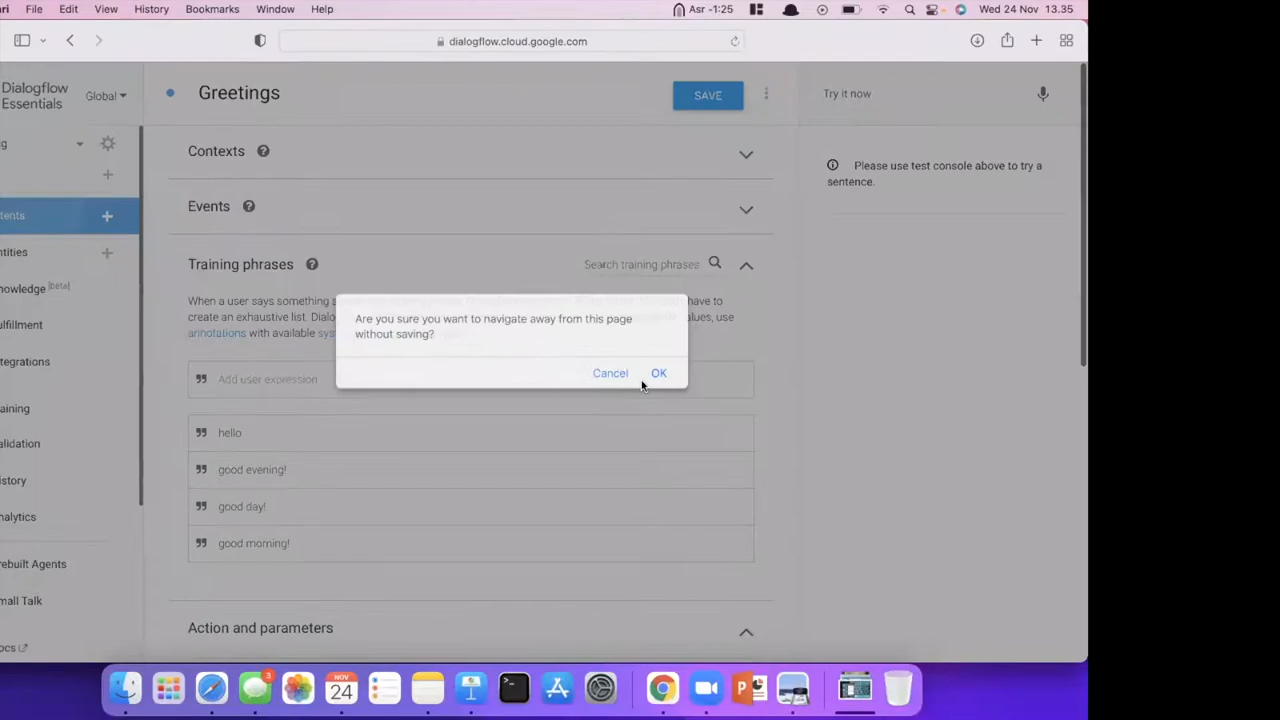 ari File Edit View History Bookmarks Window Help Asr -1:25 Wed 24 Nov 13.35
dialogflow.cloud.google.com
Dialogflow
Essentials
Global
Greetings
SAVE
Try it now
g
Contexts
Please use test console above to try a
sentence.
tents
Events
ntities
Training phrases
Search training phrases
nowledge [beta]
When a user says something have to
create an exhaustive list. alues, use
annotations with available
Are you sure you want to navigate away from this page
without saving?
Cancel OK
ulfillment
tegrations
Add user expression
aining
hello
alidation
good evening!
istory
good day!
nalytics
good morning!
rebuilt Agents
mall Talk
Action and parameters
ocs
3
NOV
24